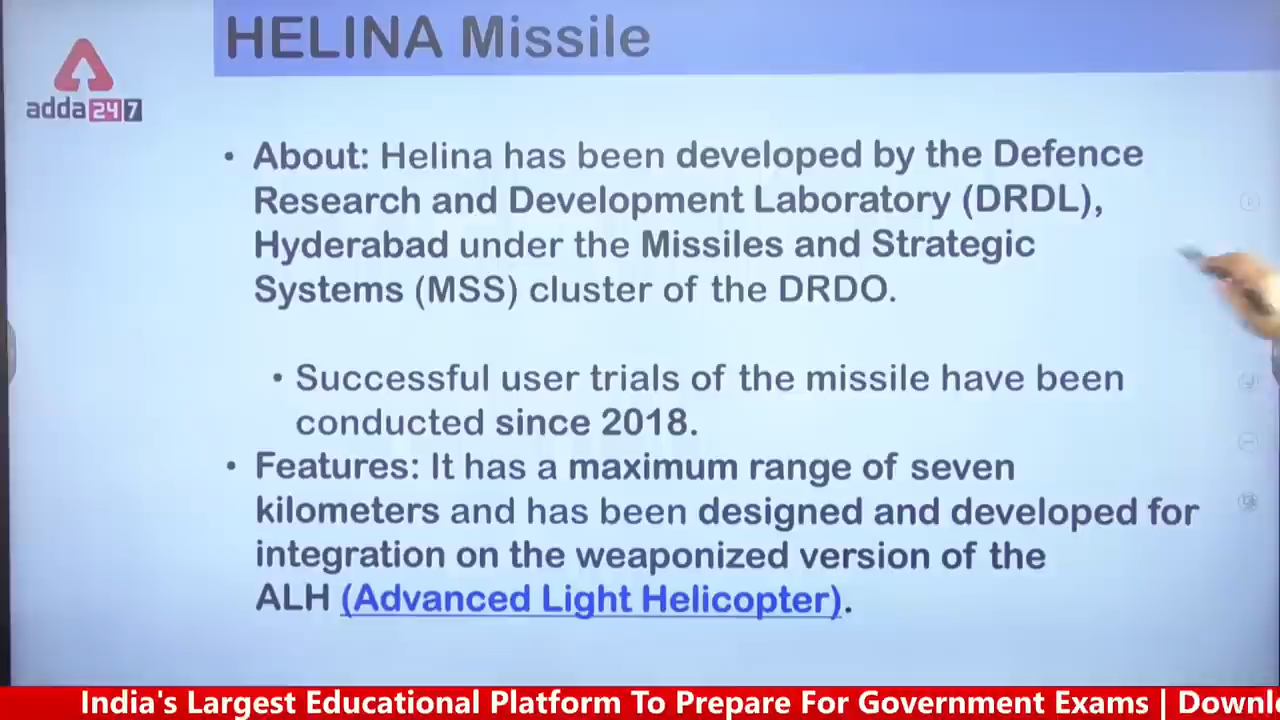 HELINA Missile
adda247
• About: Helina has been developed by the Defence
Research and Development Laboratory (DRDL),
Hyderabad under the Missiles and Strategic
Systems (MSS) cluster of the DRDO.
• Successful user trials of the missile have been
conducted since 2018.
• Features: It has a maximum range of seven
kilometers and has been designed and developed for
integration on the weaponized version of the
ALH (Advanced Light Helicopter).
India's Largest Educational Platform To Prepare For Government Exams | Downl